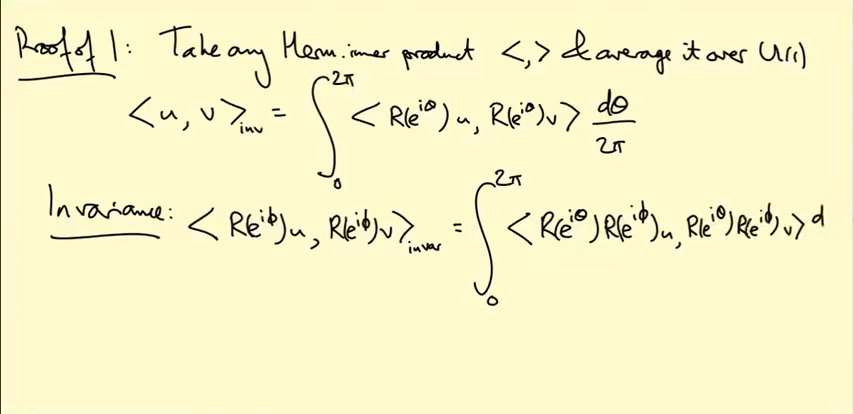 Proof of 1: Take any Herm. inner product <,> & average it over U(1)
<u, v>_inv = ∫_0^2π <R(e^iθ)u, R(e^iθ)v> dθ/2π
Invariance: <R(e^iϕ)u, R(e^iϕ)v>_invar = ∫_0^2π <R(e^iθ)R(e^iϕ)u, R(e^iθ)R(e^iϕ)v> d